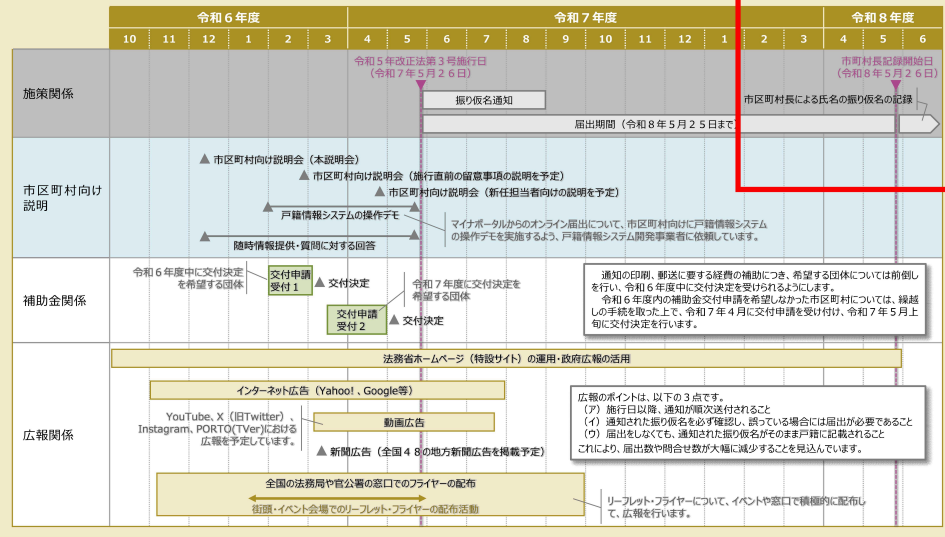 令和６年度
令和７年度
令和８年度
10 11 12 1 2 3 4 5 6 7 8 9 10 11 12 1 2 3 4 5 6
施策関係
令和５年改正法第３号施行日
（令和７年５月２６日）
市町村長記録開始日
（令和８年５月２６日）
振り仮名通知
市区町村長による氏名の振り仮名の記録
届出期間（令和８年５月２５日まで）
市区町村向け
説明
▲ 市区町村向け説明会（本説明会）
▲ 市区町村向け説明会（施行直前の留意事項の説明を予定）
▲ 市区町村向け説明会（新任担当者向けの説明を予定）
戸籍情報システムの操作デモ
マイナポータルからのオンライン届出について、市区町村向けに戸籍情報システム
の操作デモを実施するよう、戸籍情報システム開発事業者に依頼しています。
随時情報提供・質問に対する回答
補助金関係
令和６年度中に交付決定
を希望する団体
交付申請
受付１
▲ 交付決定
令和７年度に交付決定を
希望する団体
交付申請
受付２
▲ 交付決定
通知の印刷、郵送に要する経費の補助につき、希望する団体については前倒し
を行い、令和６年度中に交付決定を受けられるようにします。
令和６年度内の補助金交付申請を希望しなかった市区町村については、繰越
しの手続を取った上で、令和７年４月に交付申請を受け付け、令和７年５月上
旬に交付決定を行います。
広報関係
法務省ホームページ（特設サイト）の運用・政府広報の活用
インターネット広告（Yahoo!、Google等）
YouTube、X（旧Twitter）、
Instagram、PORTO(TVer)における
広報を予定しています。
動画広告
▲ 新聞広告（全国４８の地方新聞広告を掲載予定）
広報のポイントは、以下の３点です。
（ア）施行日以降、通知が順次送付されること
（イ）通知された振り仮名を必ず確認し、誤っている場合には届出が必要であること
（ウ）届出をしなくても、通知された振り仮名がそのまま戸籍に記載されること
これにより、届出数や問合せ数が大幅に減少することを見込んでいます。
全国の法務局や官公署の窓口でのフライヤーの配布
街頭・イベント会場でのリーフレット・フライヤーの配布活動
リーフレット・フライヤーについて、イベントや窓口で積極的に配布し
て、広報を行います。